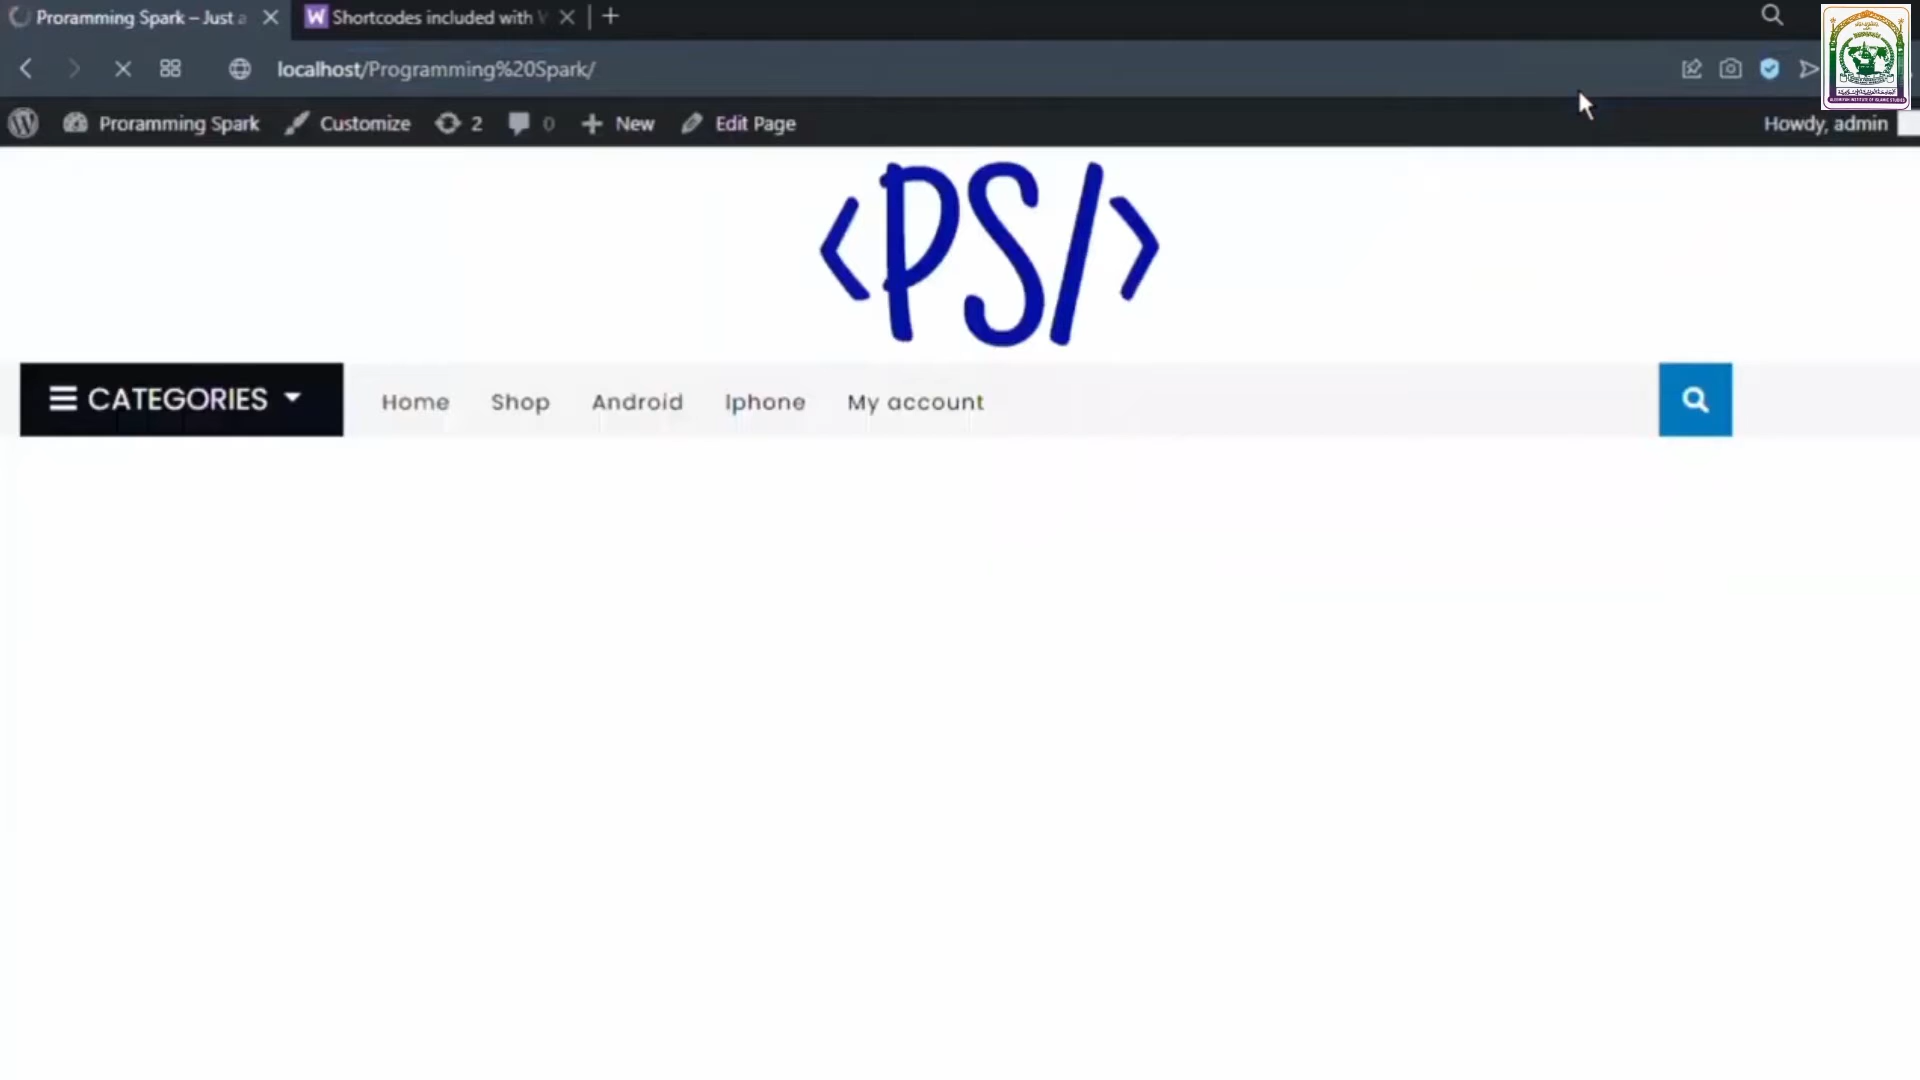 Proramming Spark – Just a
Shortcodes included with
localhost/Programming%20Spark/
Proramming Spark Customize 2 0 New Edit Page Howdy, admin
<PS/>
CATEGORIES Home Shop Android Iphone My account